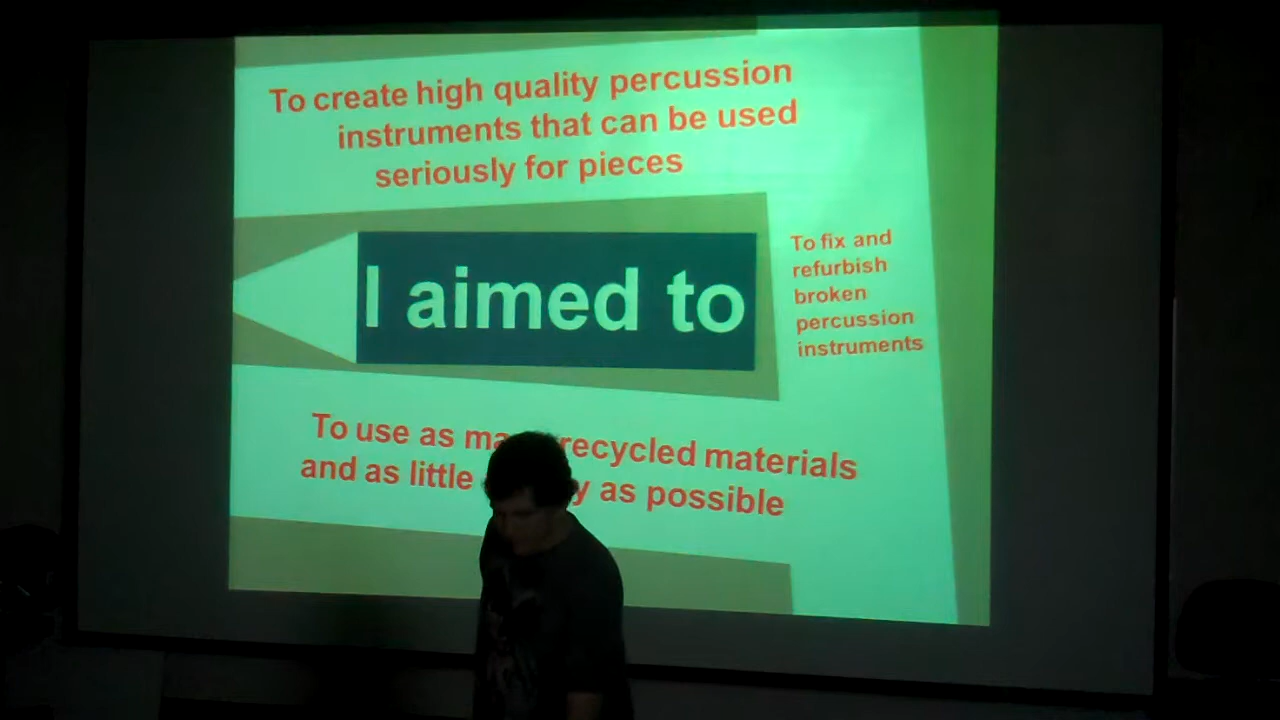 To create high quality percussion
instruments that can be used
seriously for pieces
I aimed to
To fix and
refurbish
broken
percussion
instruments
To use as recycled materials
and as little as possible